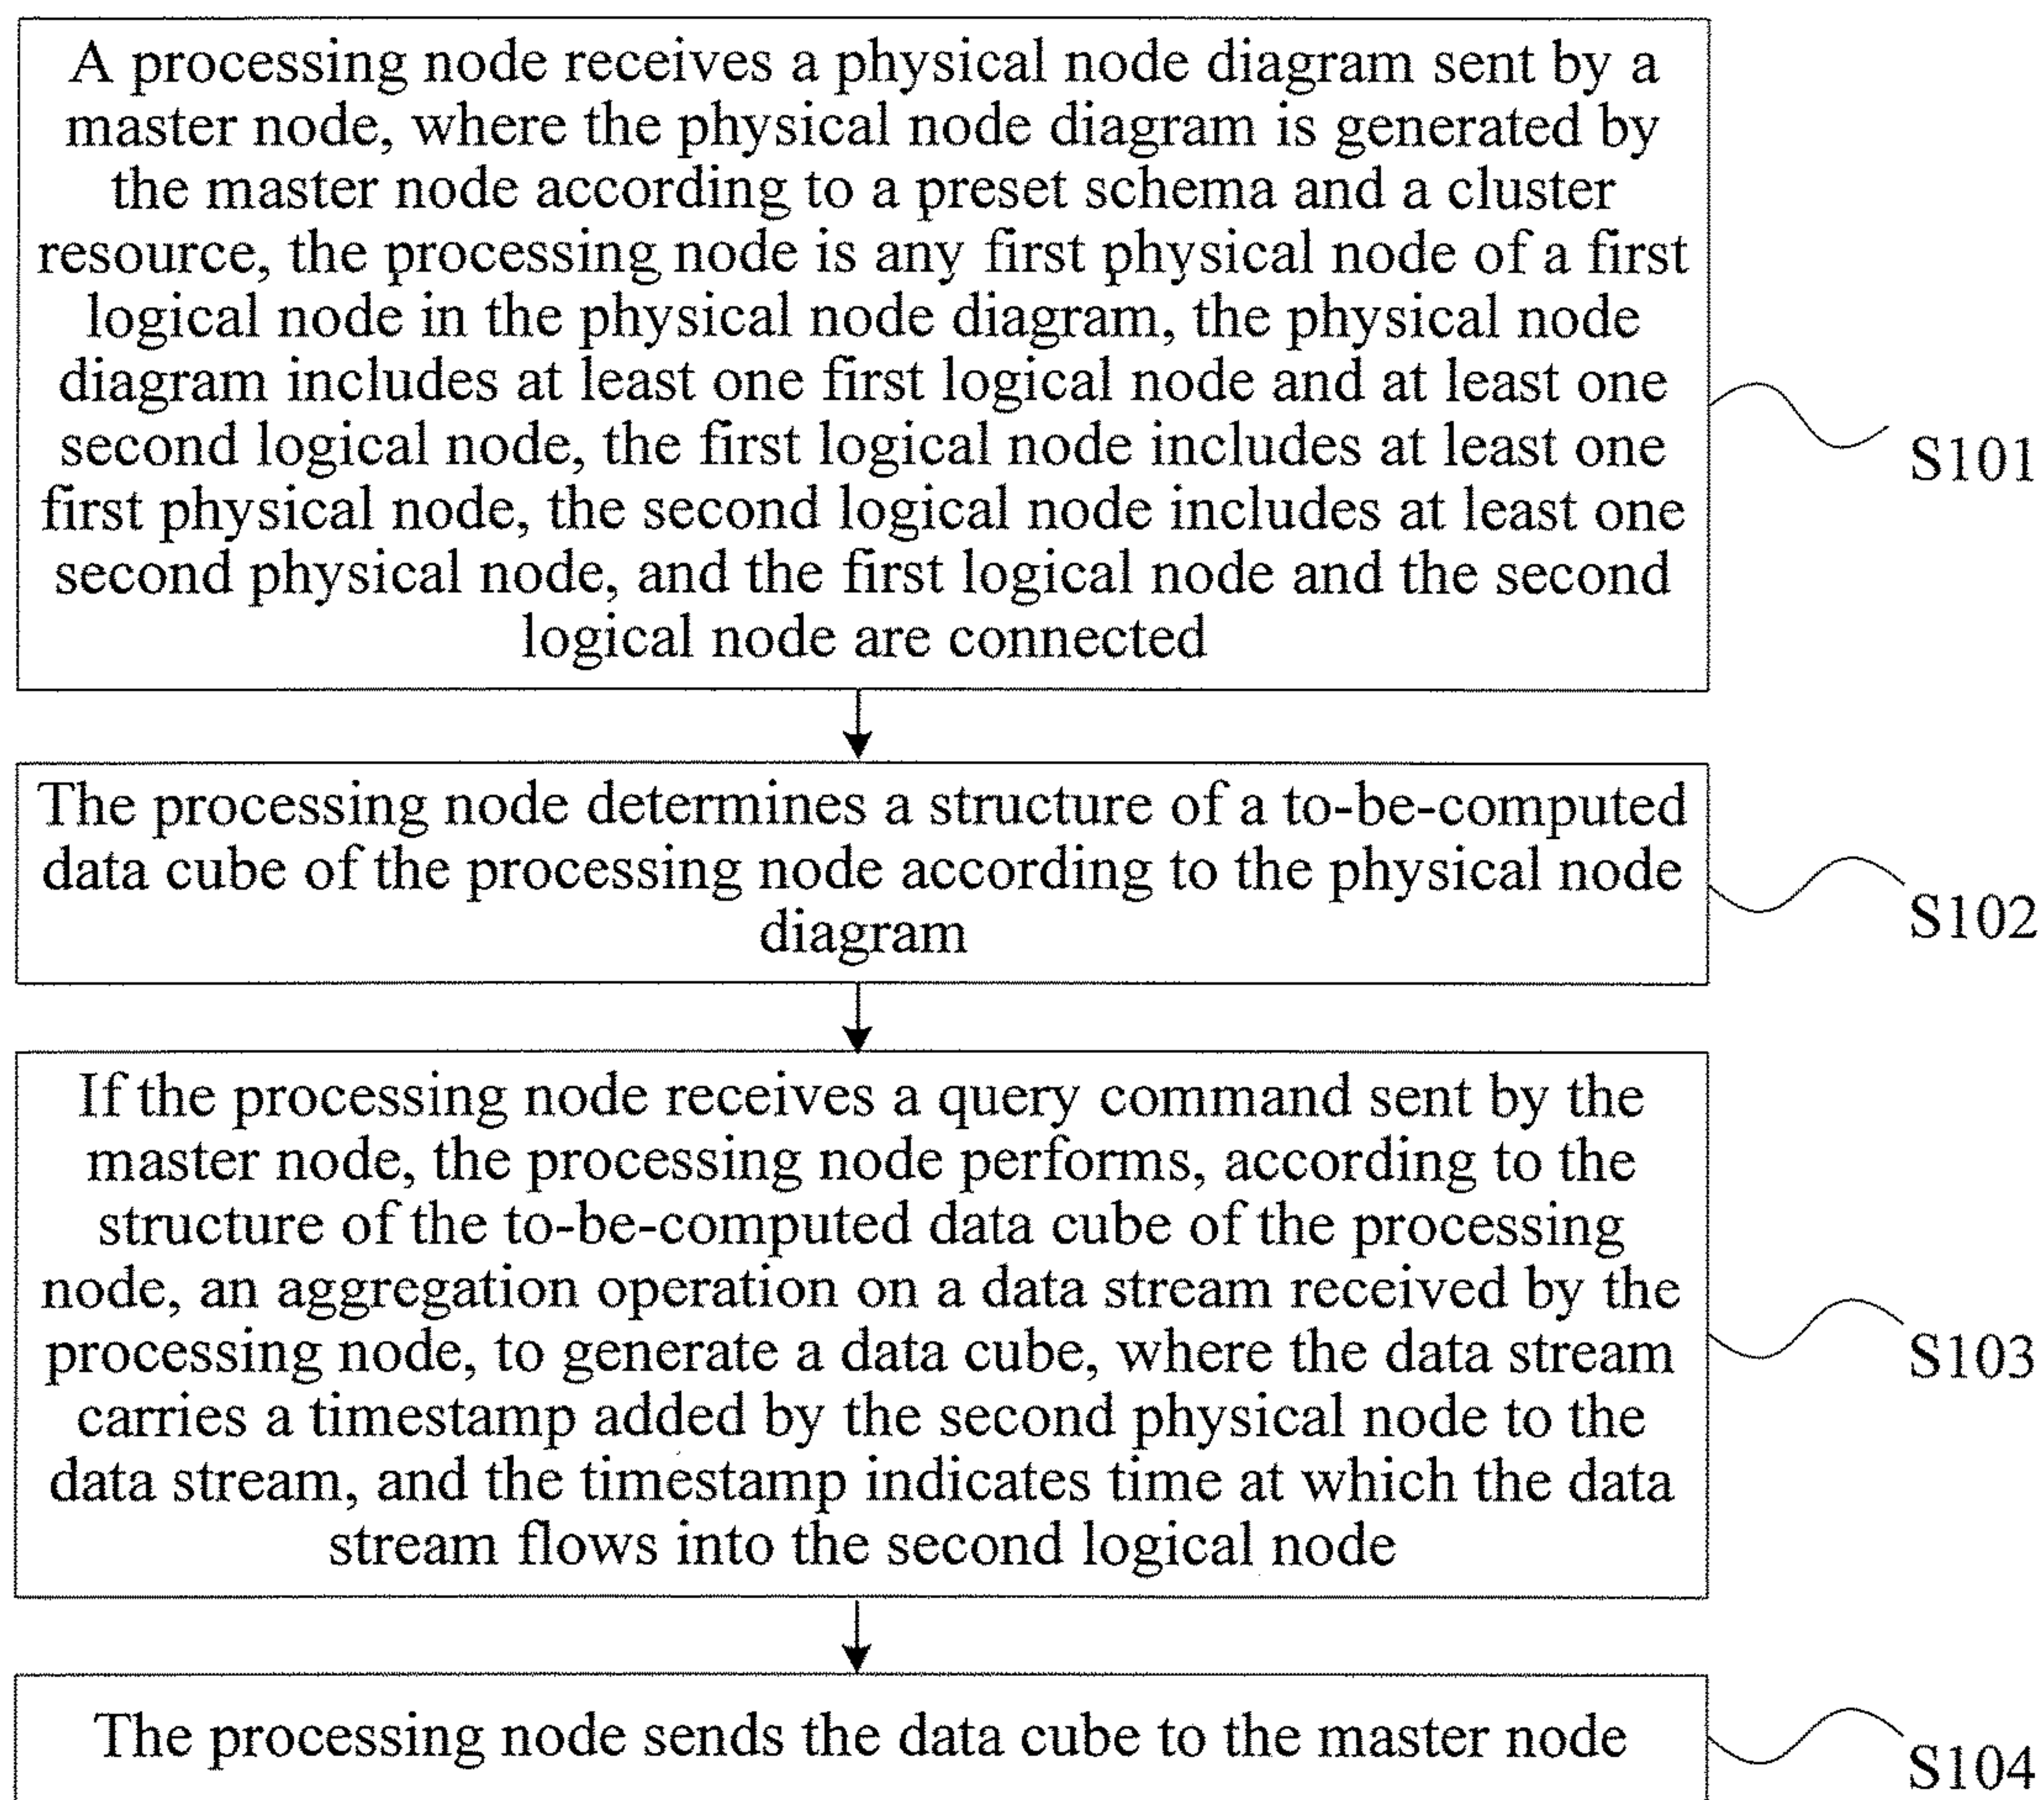 A processing node receives a physical node diagram sent by a
master node, where the physical node diagram is generated by
the master node according to a preset schema and a cluster
resource, the processing node is any first physical node of a first
logical node in the physical node diagram, the physical node
diagram includes at least one first logical node and at least one
second logical node, the first logical node includes at least one
first physical node, the second logical node includes at least one
second physical node, and the first logical node and the second
logical node are connected
S101
The processing node determines a structure of a to-be-computed
data cube of the processing node according to the physical node
diagram
S102
If the processing node receives a query command sent by the
master node, the processing node performs, according to the
structure of the to-be-computed data cube of the processing
node, an aggregation operation on a data stream received by the
processing node, to generate a data cube, where the data stream
carries a timestamp added by the second physical node to the
data stream, and the timestamp indicates time at which the data
stream flows into the second logical node
S103
The processing node sends the data cube to the master node
S104